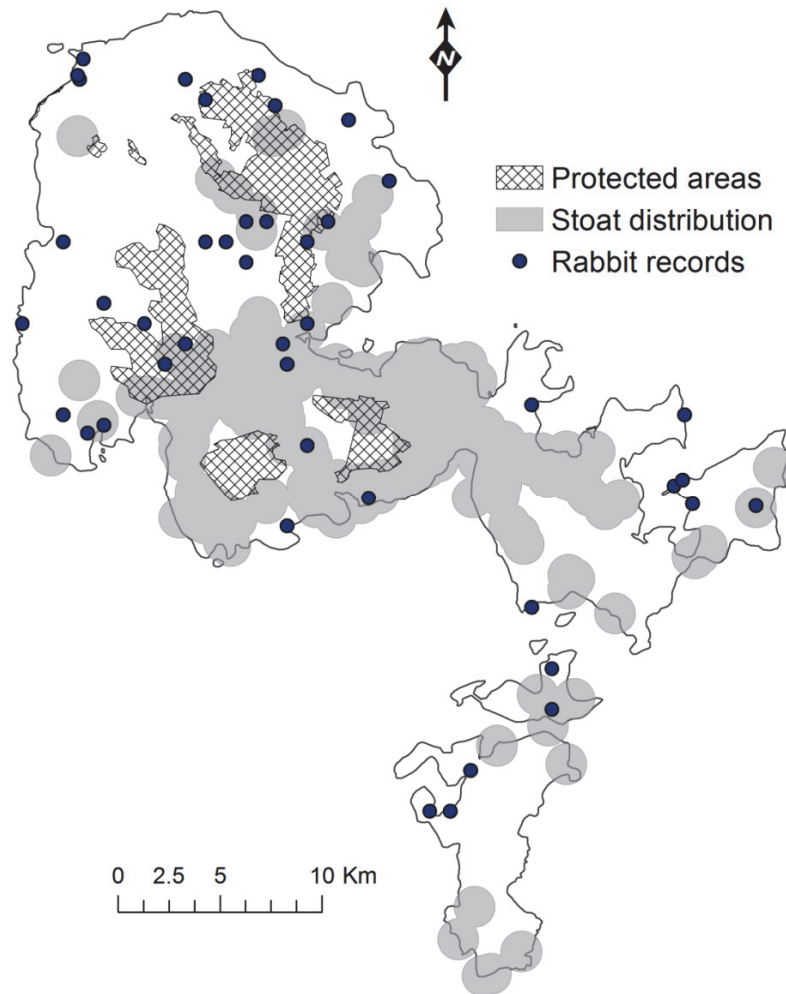 N
Protected areas
Stoat distribution
Rabbit records
0 2.5 5 10 Km